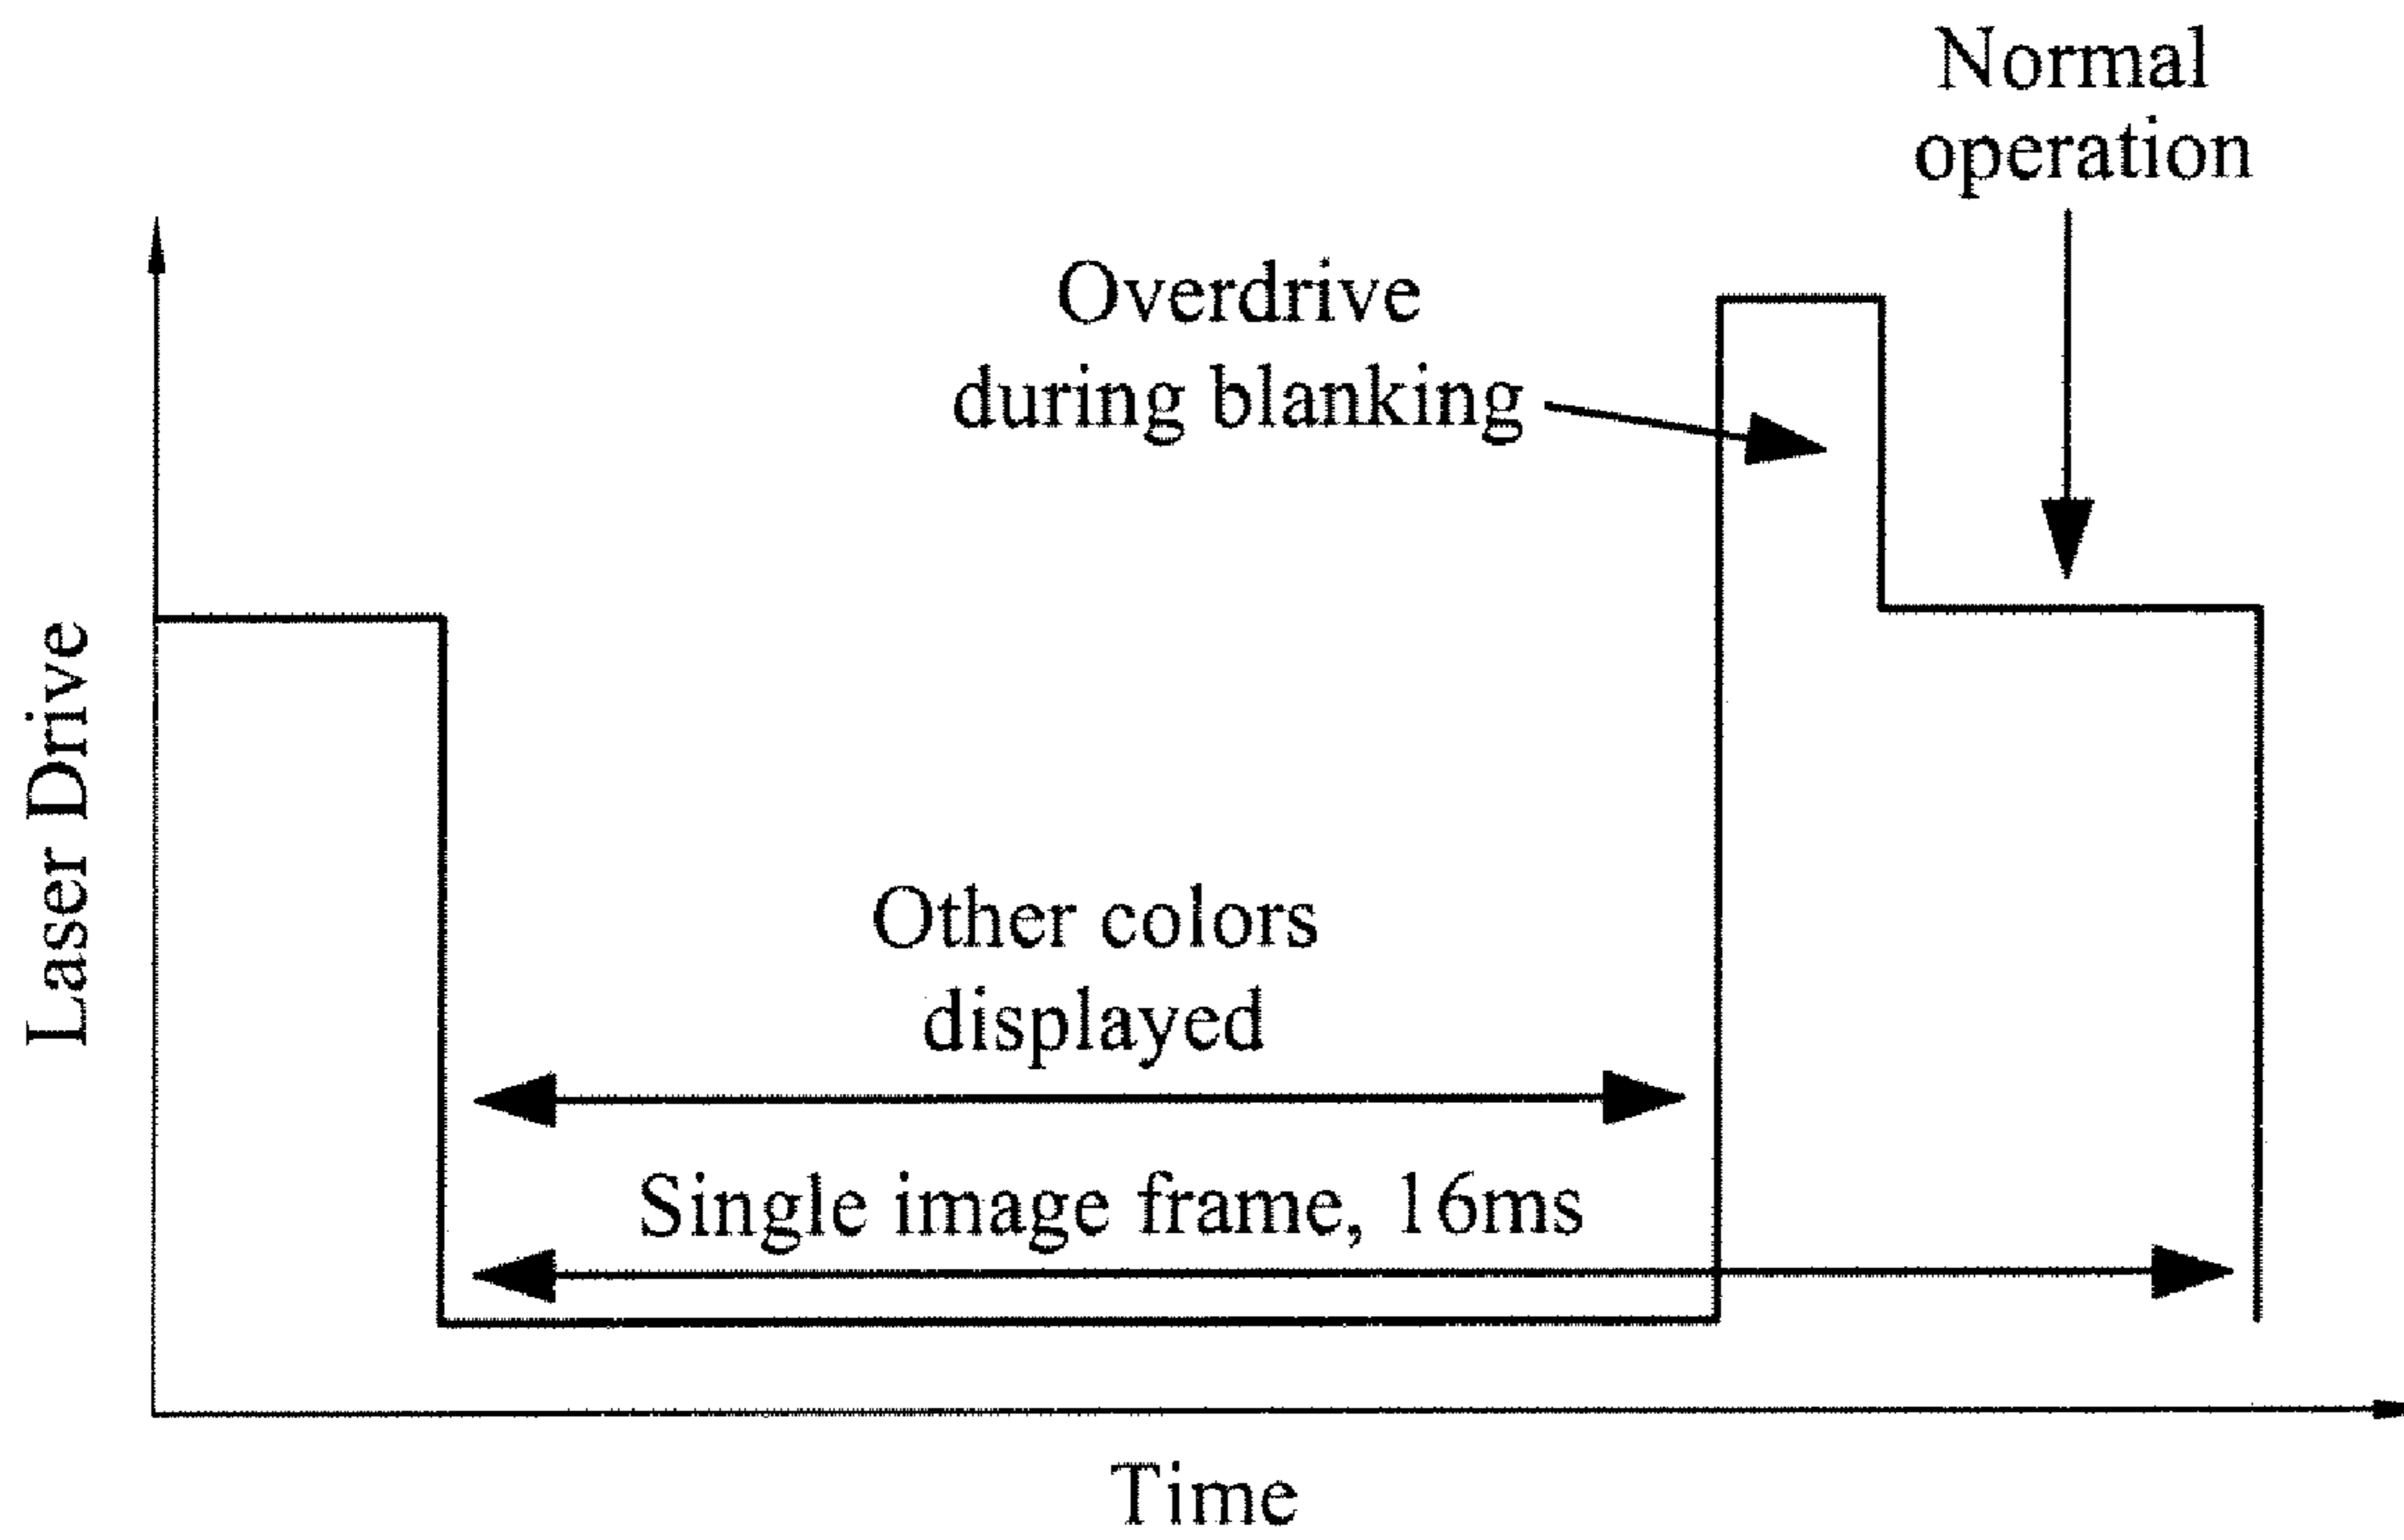 Normal
operation
Overdrive
during blanking
Laser Drive
Other colors
displayed
Single image frame, 16ms
Time